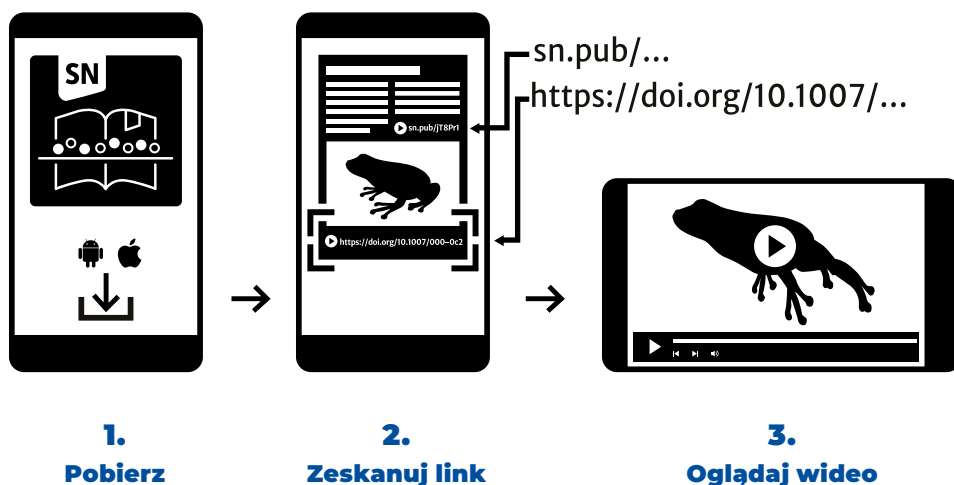 SN
sn.pub/jT8Pr1
https://doi.org/10.1007/000-0c2
sn.pub/...
https://doi.org/10.1007/...
1.
Pobierz
2.
Zeskanuj link
3.
Oglądaj wideo